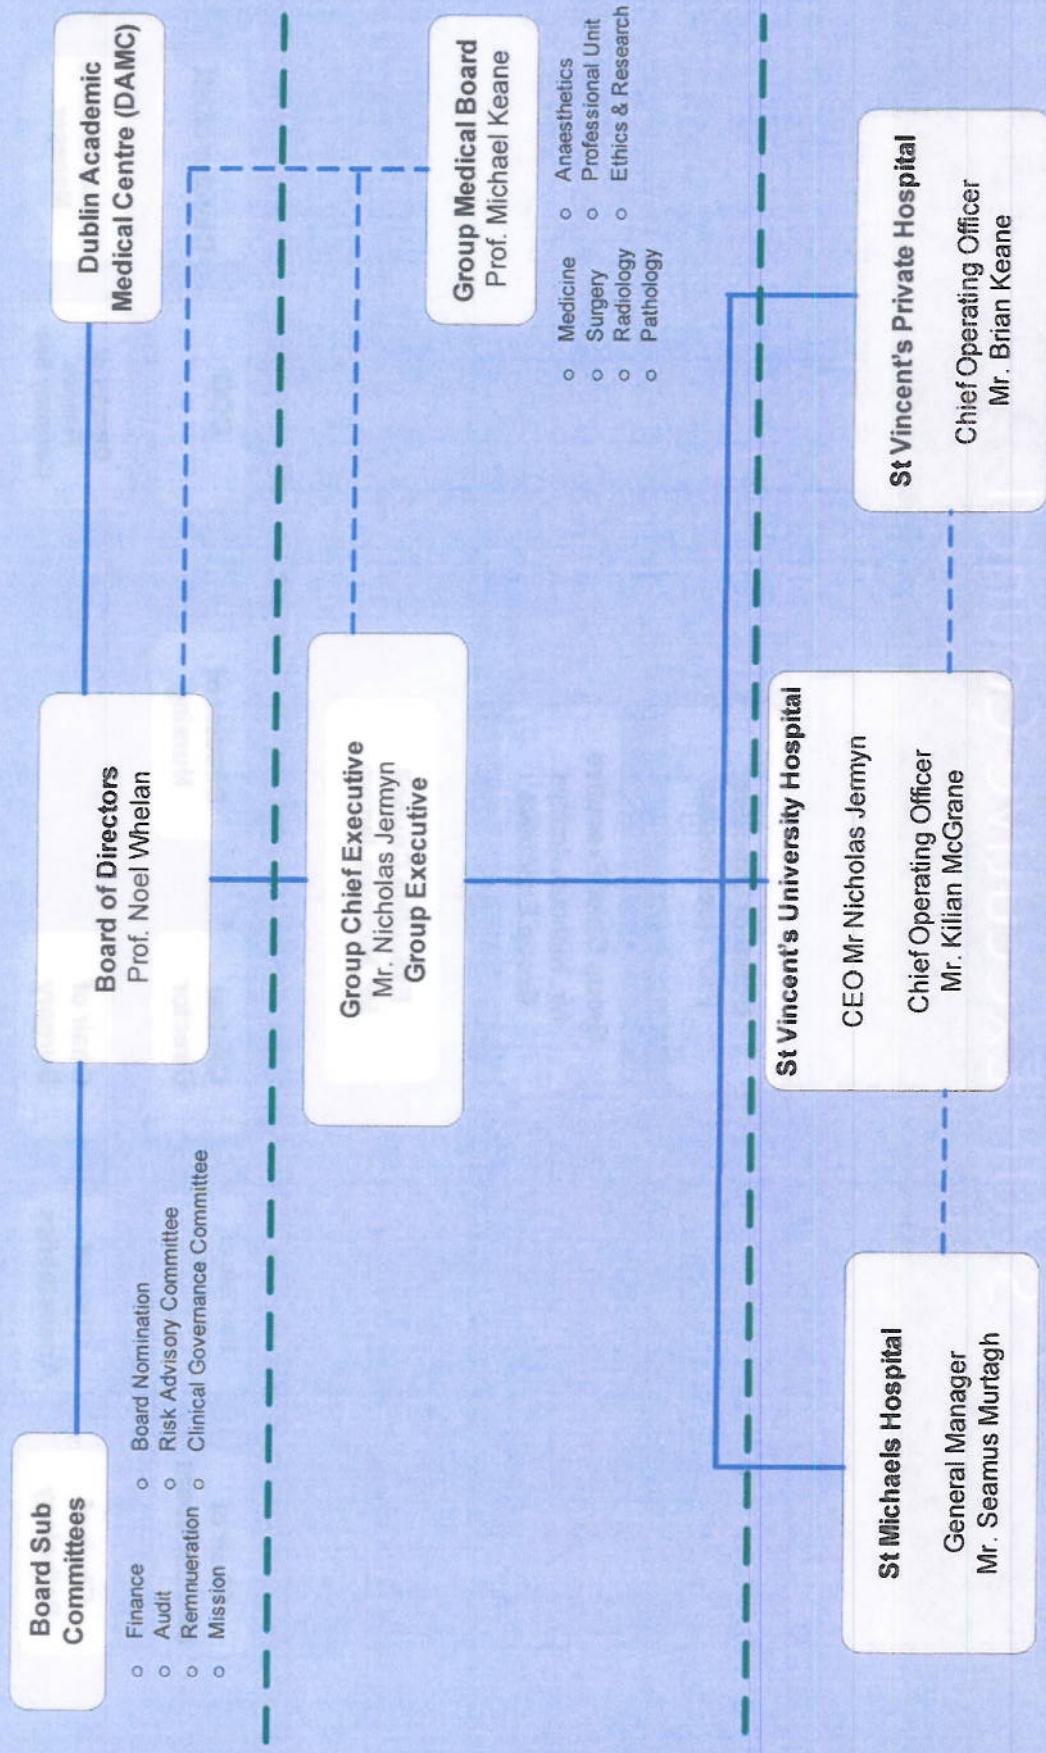 Board Sub
Committees
○ Finance
○ Audit
○ Remnueration
○ Mission
○ Board Nomination
○ Risk Advisory Committee
○ Clinical Governance Committee
Board of Directors
Prof. Noel Whelan
Dublin Academic
Medical Centre (DAMC)
Group Chief Executive
Mr. Nicholas Jermyn
Group Executive
Group Medical Board
Prof. Michael Keane
○ Medicine
○ Surgery
○ Radiology
○ Pathology
○ Anaesthetics
○ Professional Unit
○ Ethics & Research
St Michaels Hospital
General Manager
Mr. Seamus Murtagh
St Vincent's University Hospital
CEO Mr Nicholas Jermyn
Chief Operating Officer
Mr. Kilian McGrane
St Vincent's Private Hospital
Chief Operating Officer
Mr. Brian Keane